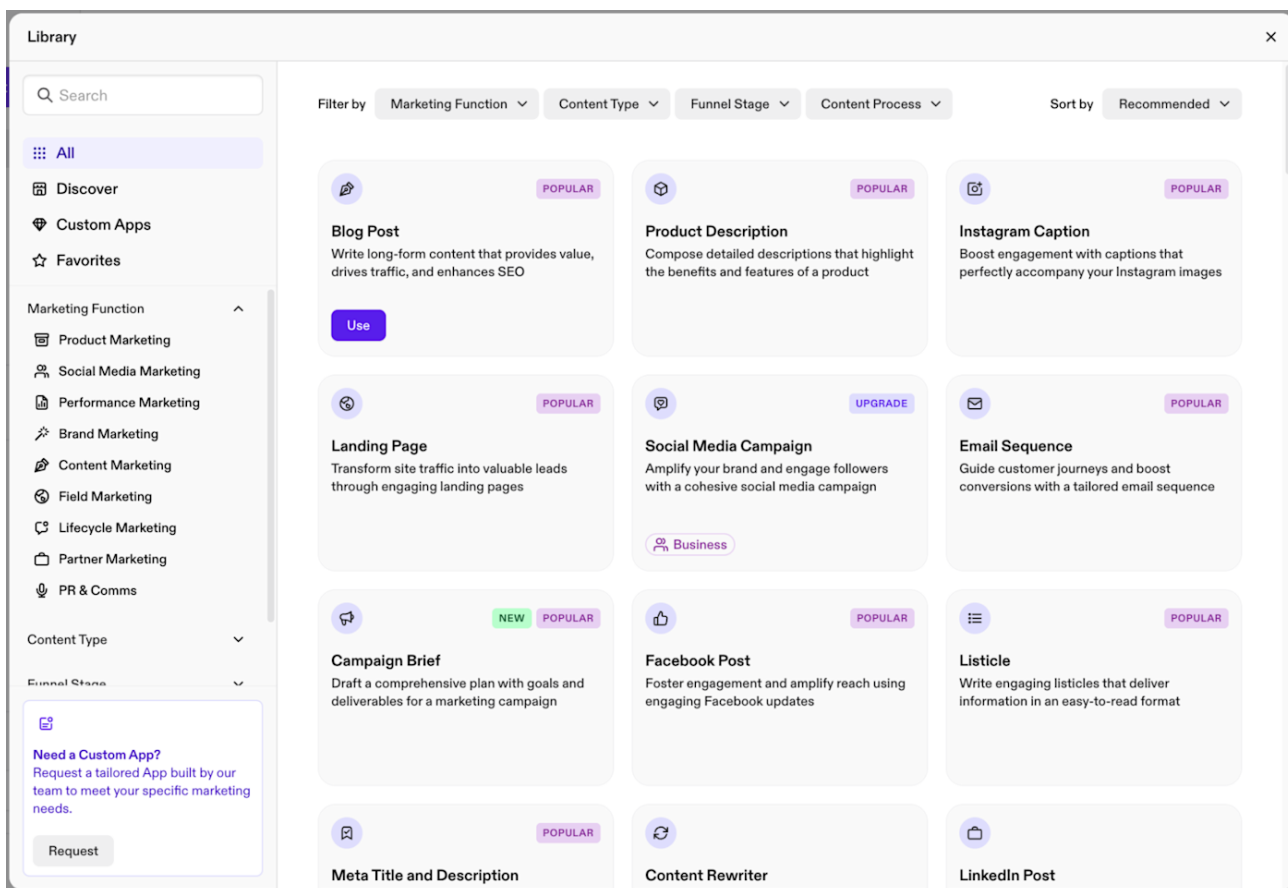 Library
Search
All
Discover
Custom Apps
Favorites
Marketing Function
Product Marketing
Social Media Marketing
Performance Marketing
Brand Marketing
Content Marketing
Field Marketing
Lifecycle Marketing
Partner Marketing
PR & Comms
Content Type
Funnel Stage
Need a Custom App?
Request a tailored App built by our
team to meet your specific marketing
needs.
Request
Filter by
Marketing Function
Content Type
Funnel Stage
Content Process
Sort by
Recommended
POPULAR
Blog Post
Write long-form content that provides value,
drives traffic, and enhances SEO
Use
POPULAR
Product Description
Compose detailed descriptions that highlight
the benefits and features of a product
POPULAR
Instagram Caption
Boost engagement with captions that
perfectly accompany your Instagram images
POPULAR
Landing Page
Transform site traffic into valuable leads
through engaging landing pages
UPGRADE
Social Media Campaign
Amplify your brand and engage followers
with a cohesive social media campaign
Business
POPULAR
Email Sequence
Guide customer journeys and boost
conversions with a tailored email sequence
NEW POPULAR
Campaign Brief
Draft a comprehensive plan with goals and
deliverables for a marketing campaign
POPULAR
Facebook Post
Foster engagement and amplify reach using
engaging Facebook updates
POPULAR
Listicle
Write engaging listicles that deliver
information in an easy-to-read format
POPULAR
Meta Title and Description
Content Rewriter
LinkedIn Post